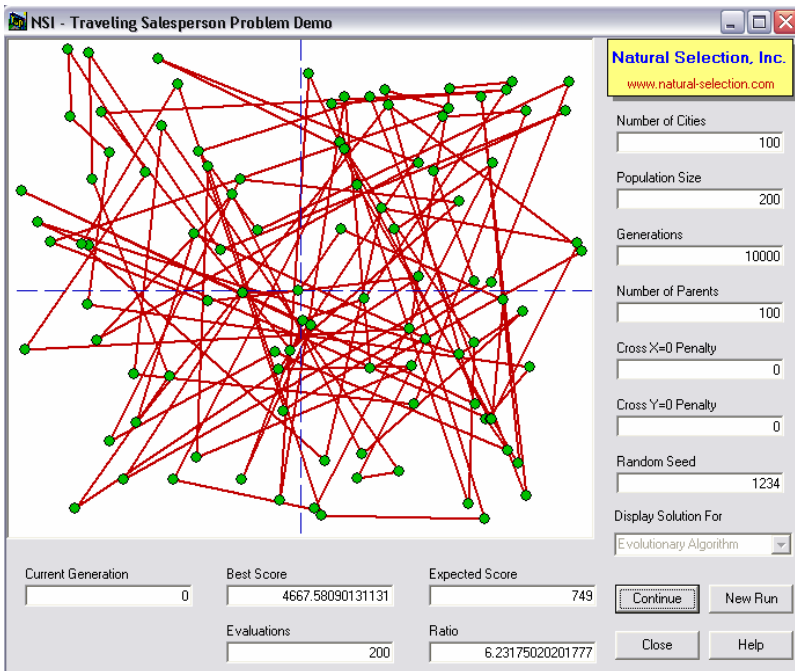 NSI - Traveling Salesperson Problem Demo
Natural Selection, Inc.
www.natural-selection.com
Number of Cities
100
Population Size
200
Generations
10000
Number of Parents
100
Cross X=0 Penalty
0
Cross Y=0 Penalty
0
Random Seed
1234
Display Solution For
Evolutionary Algorithm
Current Generation
0
Best Score
4667.58090131131
Expected Score
749
Evaluations
200
Ratio
6.23175020201777
Continue
New Run
Close
Help